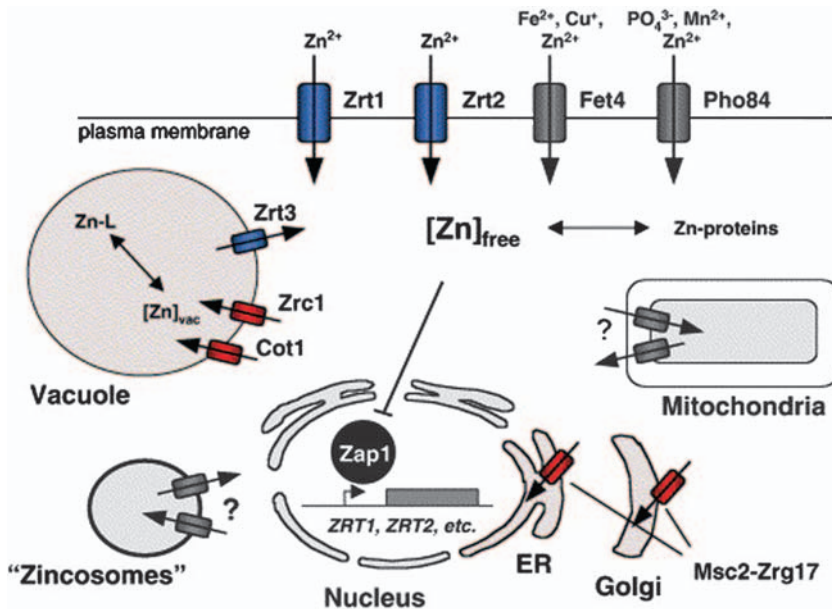 Zn2+ Zn2+ Fe2+, Cu+, Zn2+ PO43-, Mn2+, Zn2+
Zrt1 Zrt2 Fet4 Pho84
plasma membrane
Zrt3
Zn-L
[Zn]vac
Zrc1
Cot1
Vacuole
[Zn]free
Zn-proteins
?
Mitochondria
Zap1
ZRT1, ZRT2, etc.
Nucleus
?
“Zincosomes”
ER
Golgi
Msc2-Zrg17